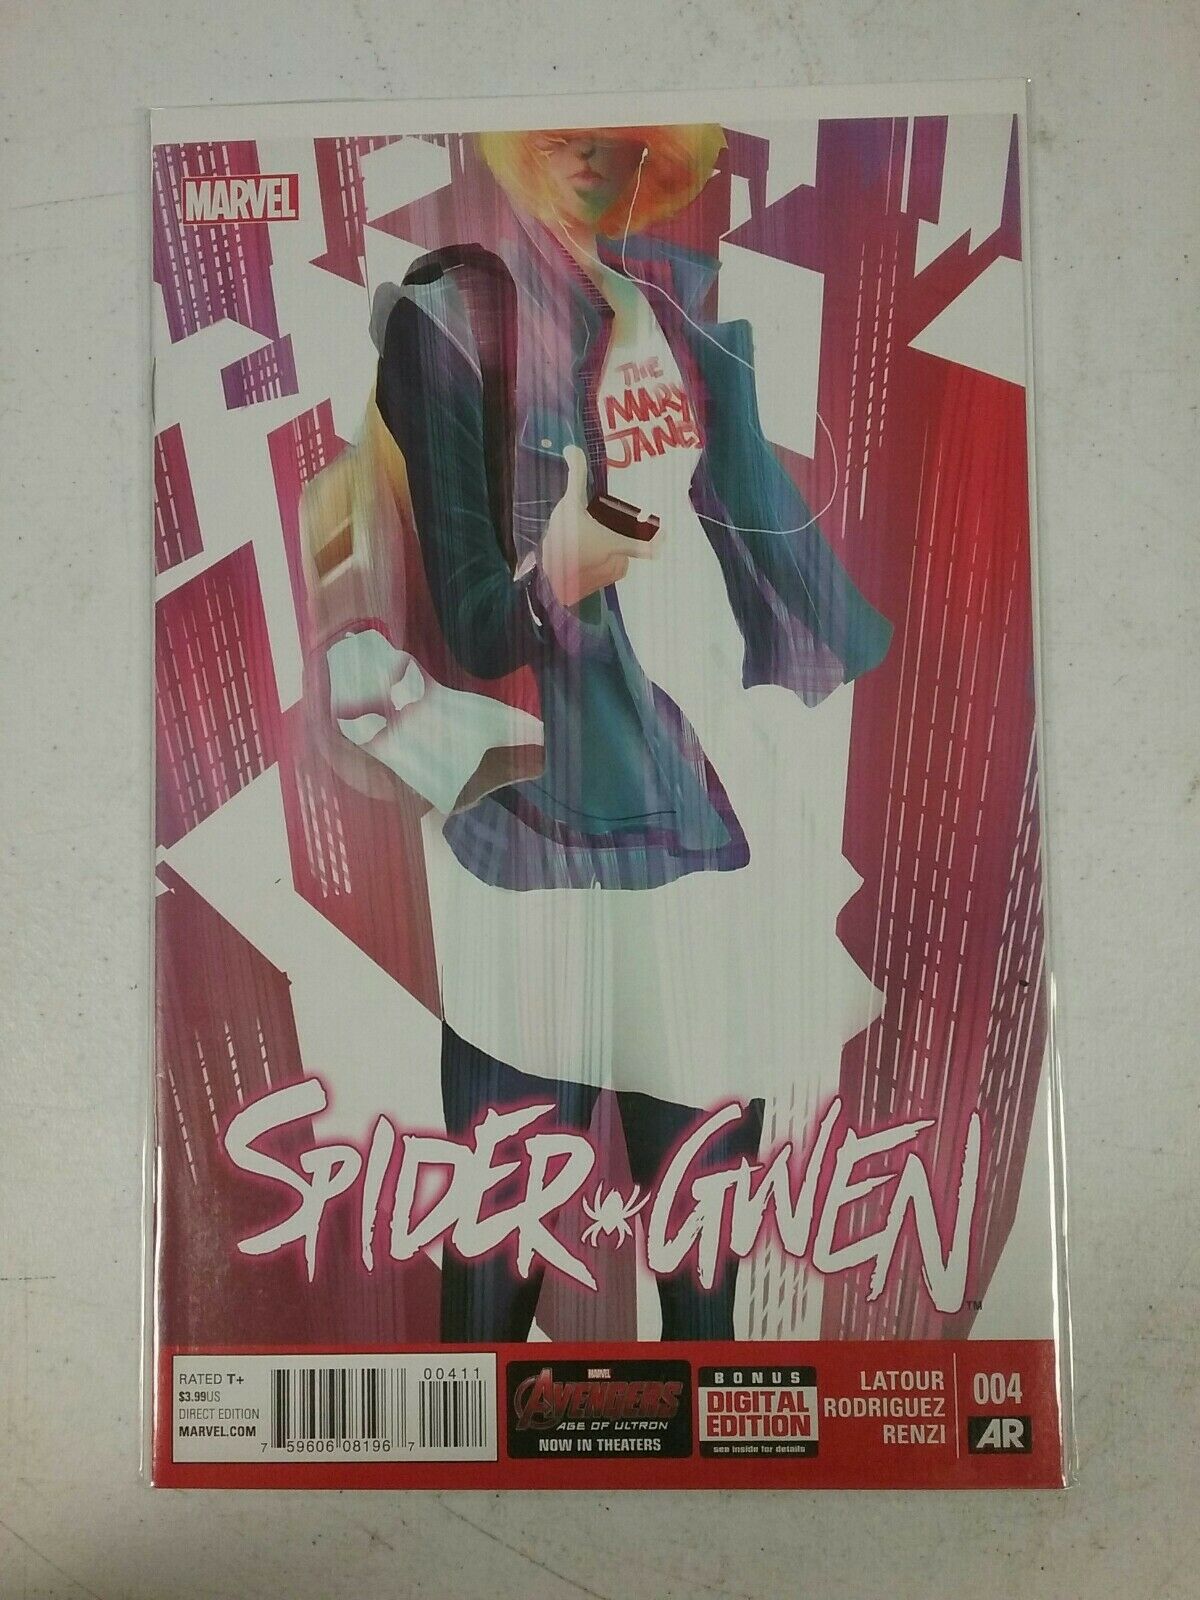 MARVEL
THE
MARY
JANES
SPIDER GWEN
TM
RATED T+
$3.99US
DIRECT EDITION
MARVEL.COM
00411
7 59606 08196 7
MARVEL
AVENGERS
AGE OF ULTRON
NOW IN THEATERS
BONUS
DIGITAL
EDITION
see inside for details
LATOUR
RODRIGUEZ
RENZI
004
AR